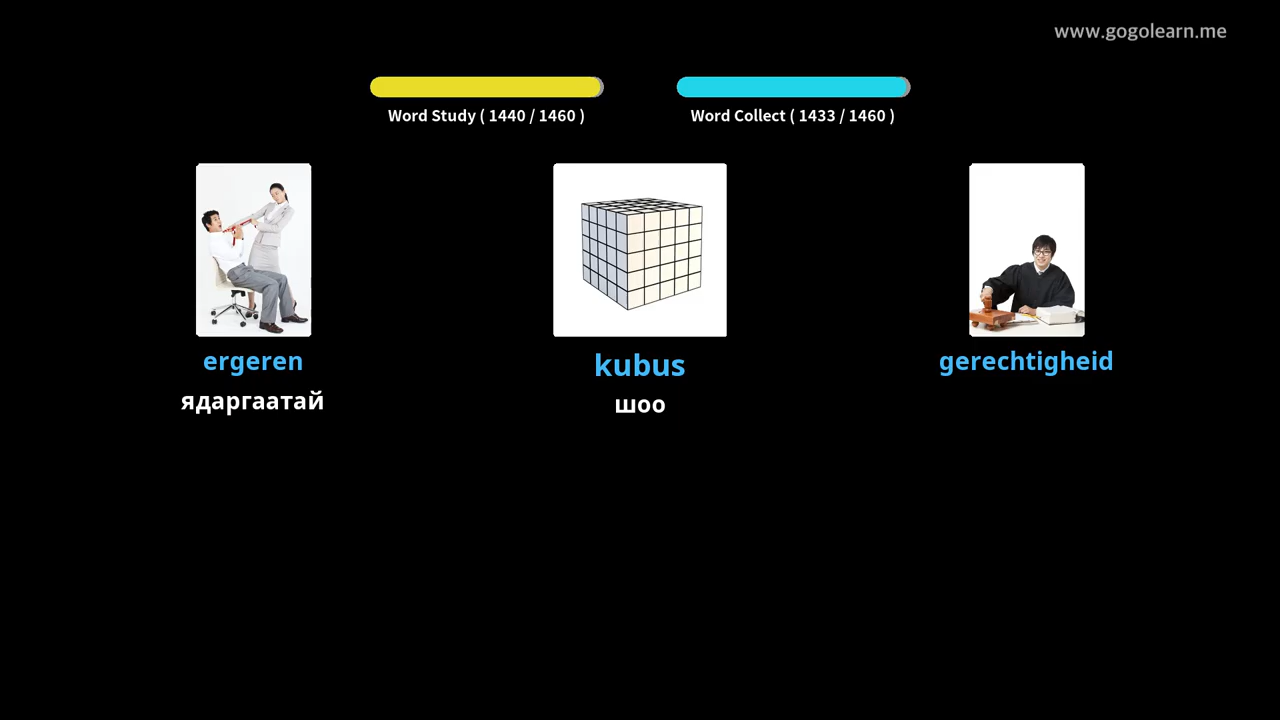 www.gogolearn.me
Word Study ( 1440 / 1460 )
Word Collect ( 1433 / 1460 )
ergeren
ядаргаатай
kubus
шоо
gerechtigheid